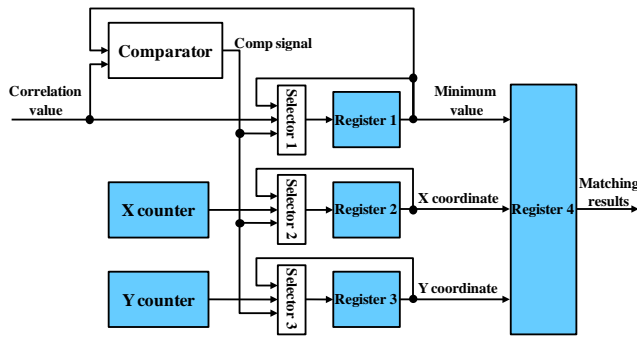 Comparator
Comp signal
Correlation
value
Selector 1
Register 1
Minimum
value
X counter
Selector 2
Register 2
X coordinate
Register 4
Matching
results
Y counter
Selector 3
Register 3
Y coordinate